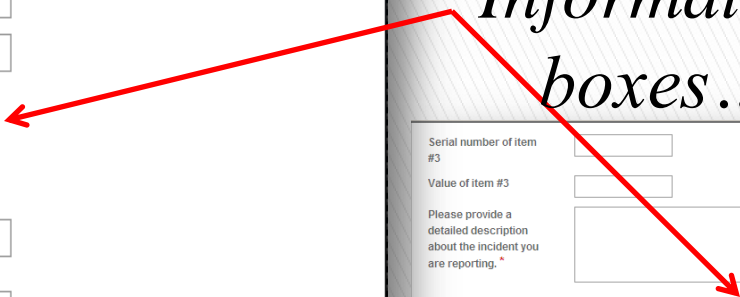 boxes..
Serial number of item
#3
Value of item #3
Please provide a
detailed description
about the incident you
are reporting. *